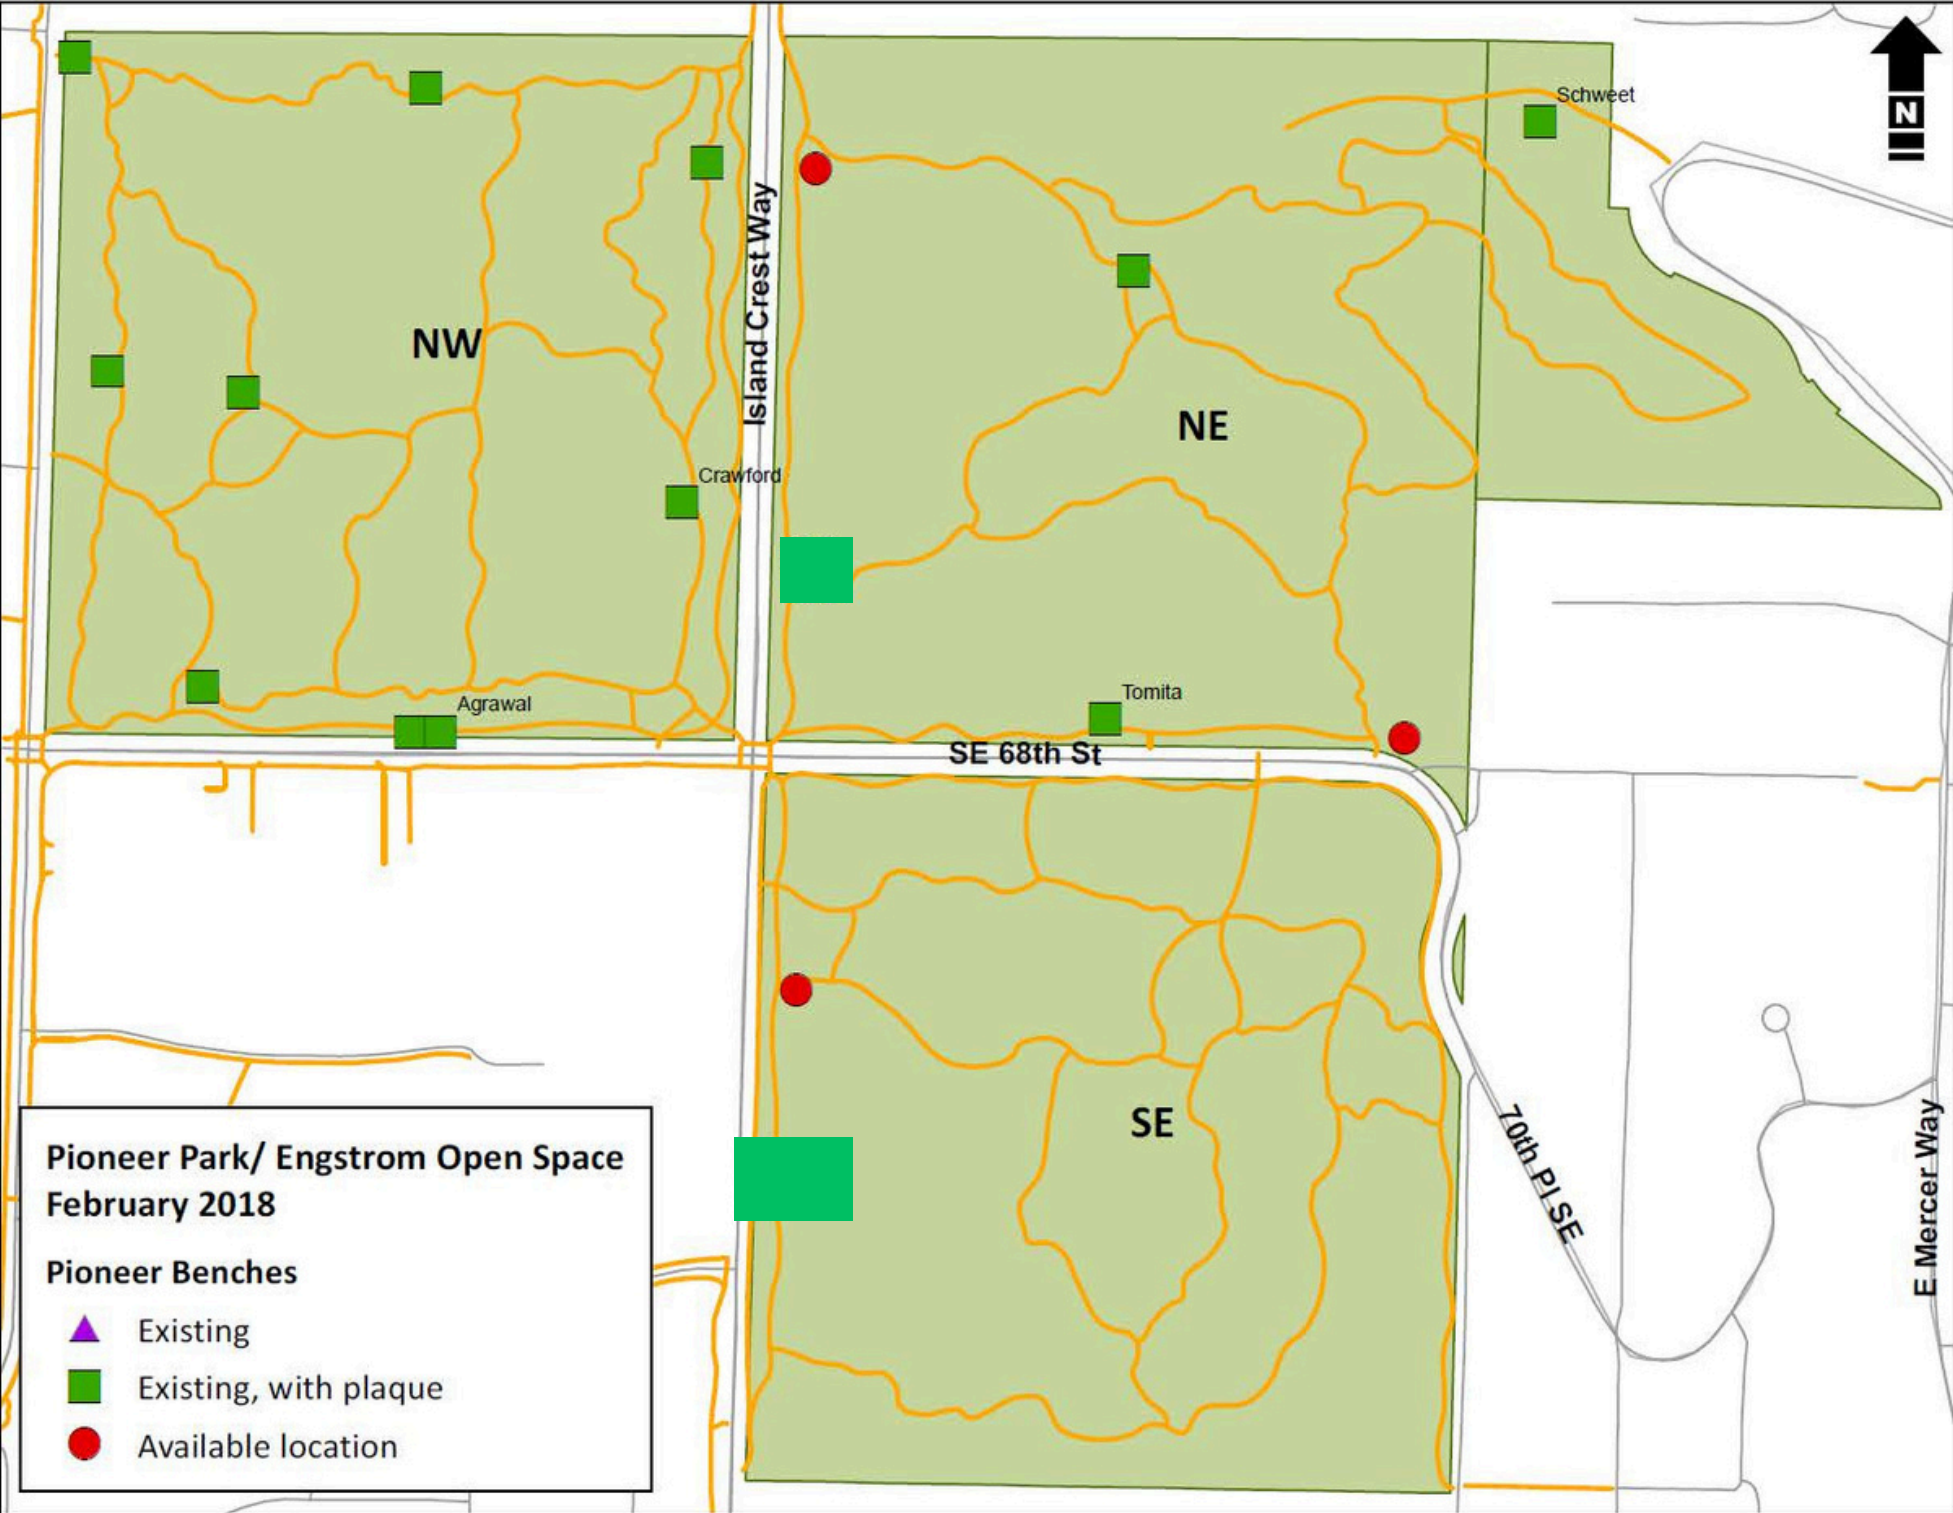 Schweet
N
Island Crest Way
NW
NE
Crawford
Tomita
Agrawal
SE 68th St
SE
70th Pl SE
E Mercer Way
Pioneer Park/ Engstrom Open Space
February 2018
Pioneer Benches
Existing
Existing, with plaque
Available location